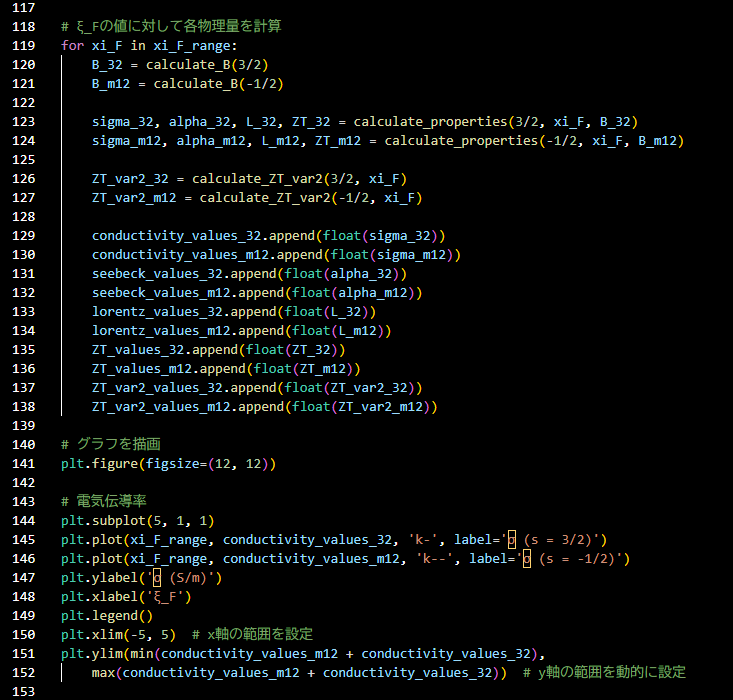 117
118 # ξ_Fの値に対して各物理量を計算
119 for xi_F in xi_F_range:
120     B_32 = calculate_B(3/2)
121     B_m12 = calculate_B(-1/2)
122
123     sigma_32, alpha_32, L_32, ZT_32 = calculate_properties(3/2, xi_F, B_32)
124     sigma_m12, alpha_m12, L_m12, ZT_m12 = calculate_properties(-1/2, xi_F, B_m12)
125
126     ZT_var2_32 = calculate_ZT_var2(3/2, xi_F)
127     ZT_var2_m12 = calculate_ZT_var2(-1/2, xi_F)
128
129     conductivity_values_32.append(float(sigma_32))
130     conductivity_values_m12.append(float(sigma_m12))
131     seebeck_values_32.append(float(alpha_32))
132     seebeck_values_m12.append(float(alpha_m12))
133     lorentz_values_32.append(float(L_32))
134     lorentz_values_m12.append(float(L_m12))
135     ZT_values_32.append(float(ZT_32))
136     ZT_values_m12.append(float(ZT_m12))
137     ZT_var2_values_32.append(float(ZT_var2_32))
138     ZT_var2_values_m12.append(float(ZT_var2_m12))
139
140 # グラフを描画
141 plt.figure(figsize=(12, 12))
142
143 # 電気伝導率
144 plt.subplot(5, 1, 1)
145 plt.plot(xi_F_range, conductivity_values_32, 'k-', label='σ (s = 3/2)')
146 plt.plot(xi_F_range, conductivity_values_m12, 'k--', label='σ (s = -1/2)')
147 plt.ylabel('σ (S/m)')
148 plt.xlabel('ξ_F')
149 plt.legend()
150 plt.xlim(-5, 5)  # x軸の範囲を設定
151 plt.ylim(min(conductivity_values_m12 + conductivity_values_32),
152     max(conductivity_values_m12 + conductivity_values_32))  # y軸の範囲を動的に設定
153